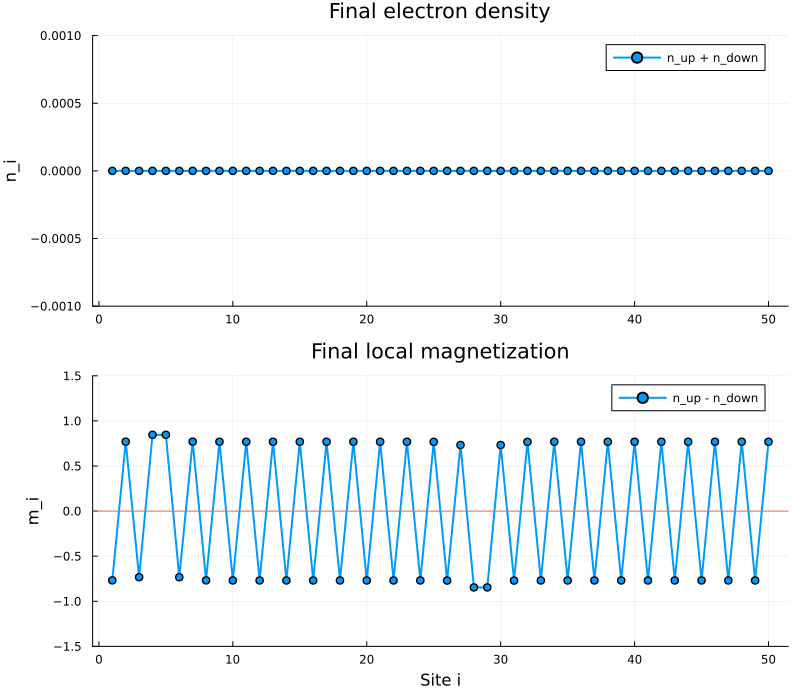 Final electron density
0.0010
n_up + n_down
0.0005
n_i
0.0000
−0.0005
−0.0010
0 10 20 30 40 50
Final local magnetization
1.5
n_up - n_down
1.0
0.5
m_i
0.0
−0.5
−1.0
−1.5
0 10 20 30 40 50
Site i